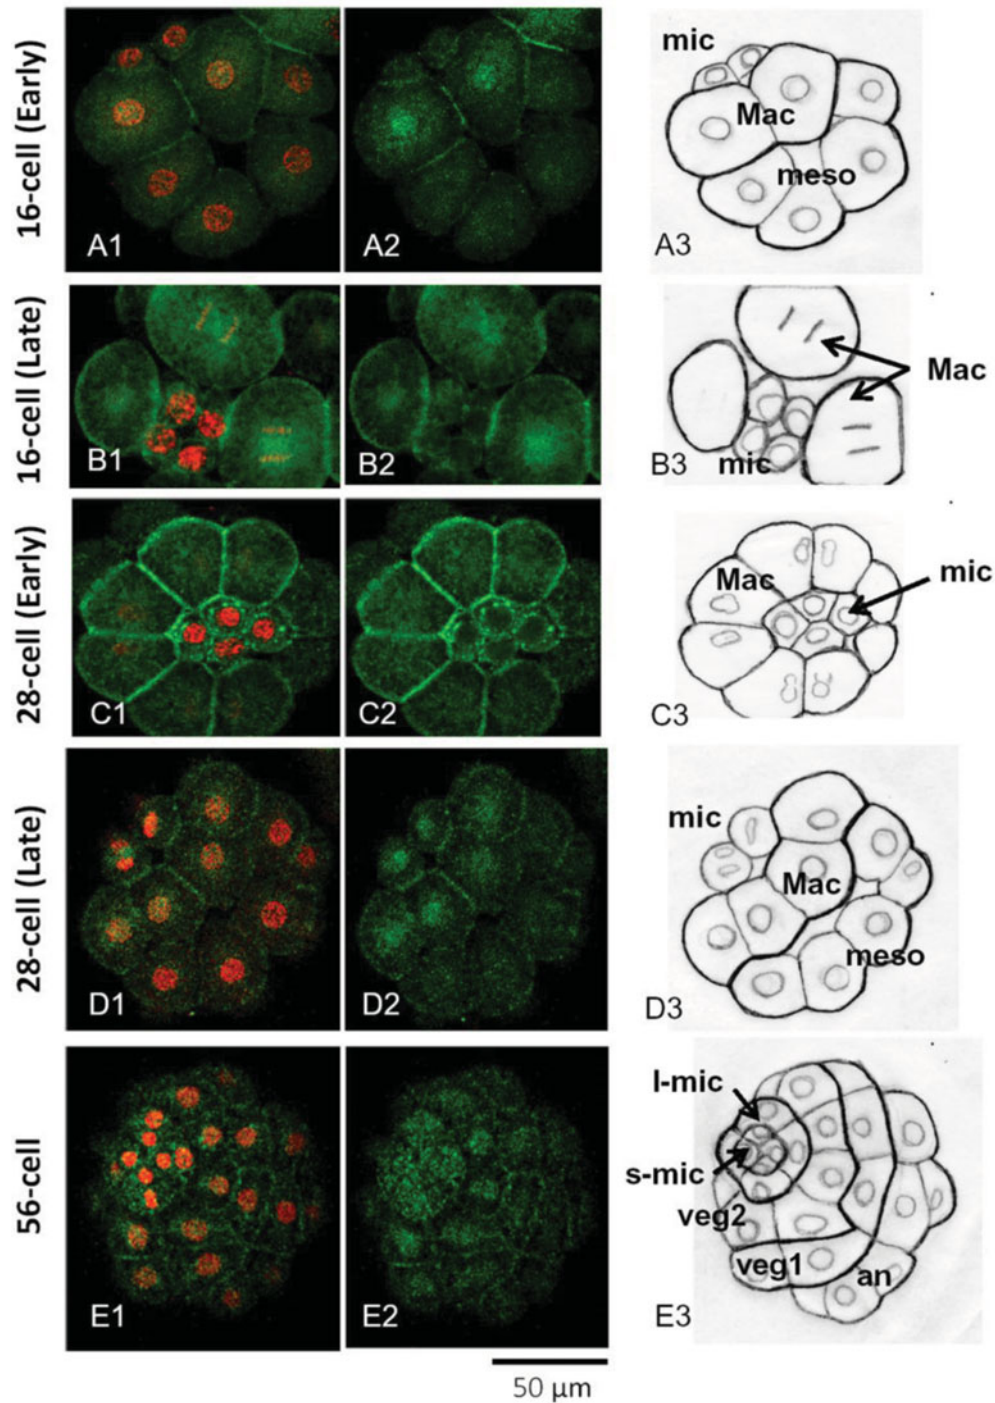 16-cell (Early)
A1
A2
mic
Mac
meso
A3
16-cell (Late)
B1
B2
Mac
mic
B3
28-cell (Early)
C1
C2
Mac
mic
C3
28-cell (Late)
D1
D2
mic
Mac
meso
D3
56-cell
E1
E2
l-mic
s-mic
veg2
veg1
an
E3
50 µm